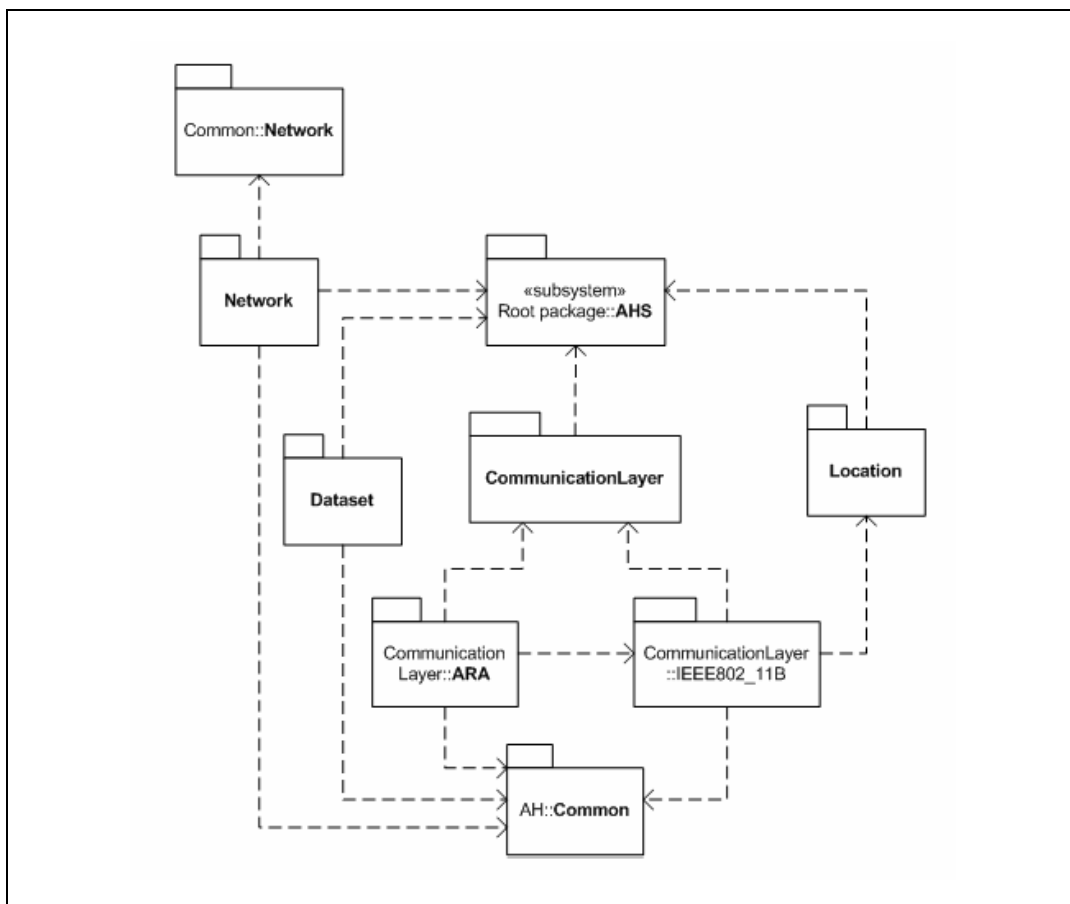 Common::Network
Network
«subsystem»
Root package::AHS
CommunicationLayer
Location
Dataset
Communication
Layer::ARA
CommunicationLayer
::IEEE802_11B
AH::Common